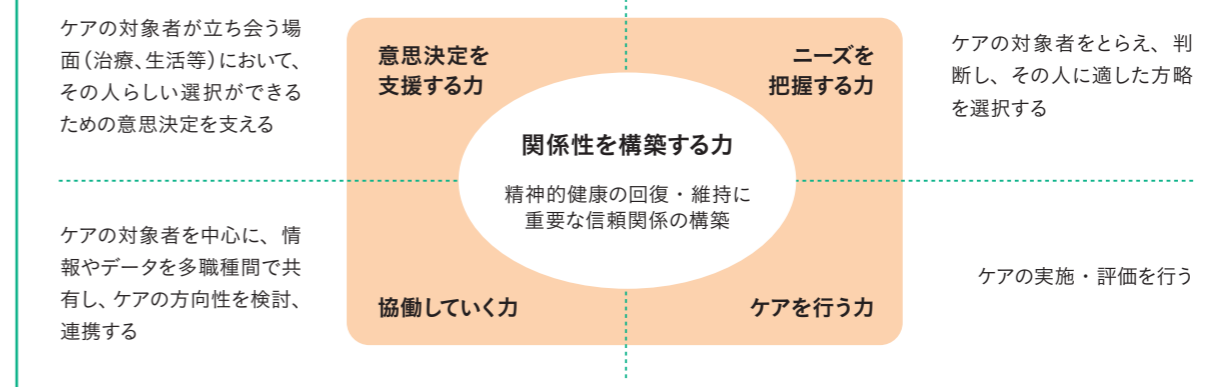 ケアの対象者が立ち会う場
面（治療、生活等）において、
その人らしい選択ができる
ための意思決定を支える
意思決定を
支援する力
ニーズを
把握する力
ケアの対象者をとらえ、判
断し、その人に適した方略
を選択する
関係性を構築する力
精神的健康の回復・維持に
重要な信頼関係の構築
ケアの対象者を中心に、情
報やデータを多職種間で共
有し、ケアの方向性を検討、
連携する
協働していく力
ケアを行う力
ケアの実施・評価を行う